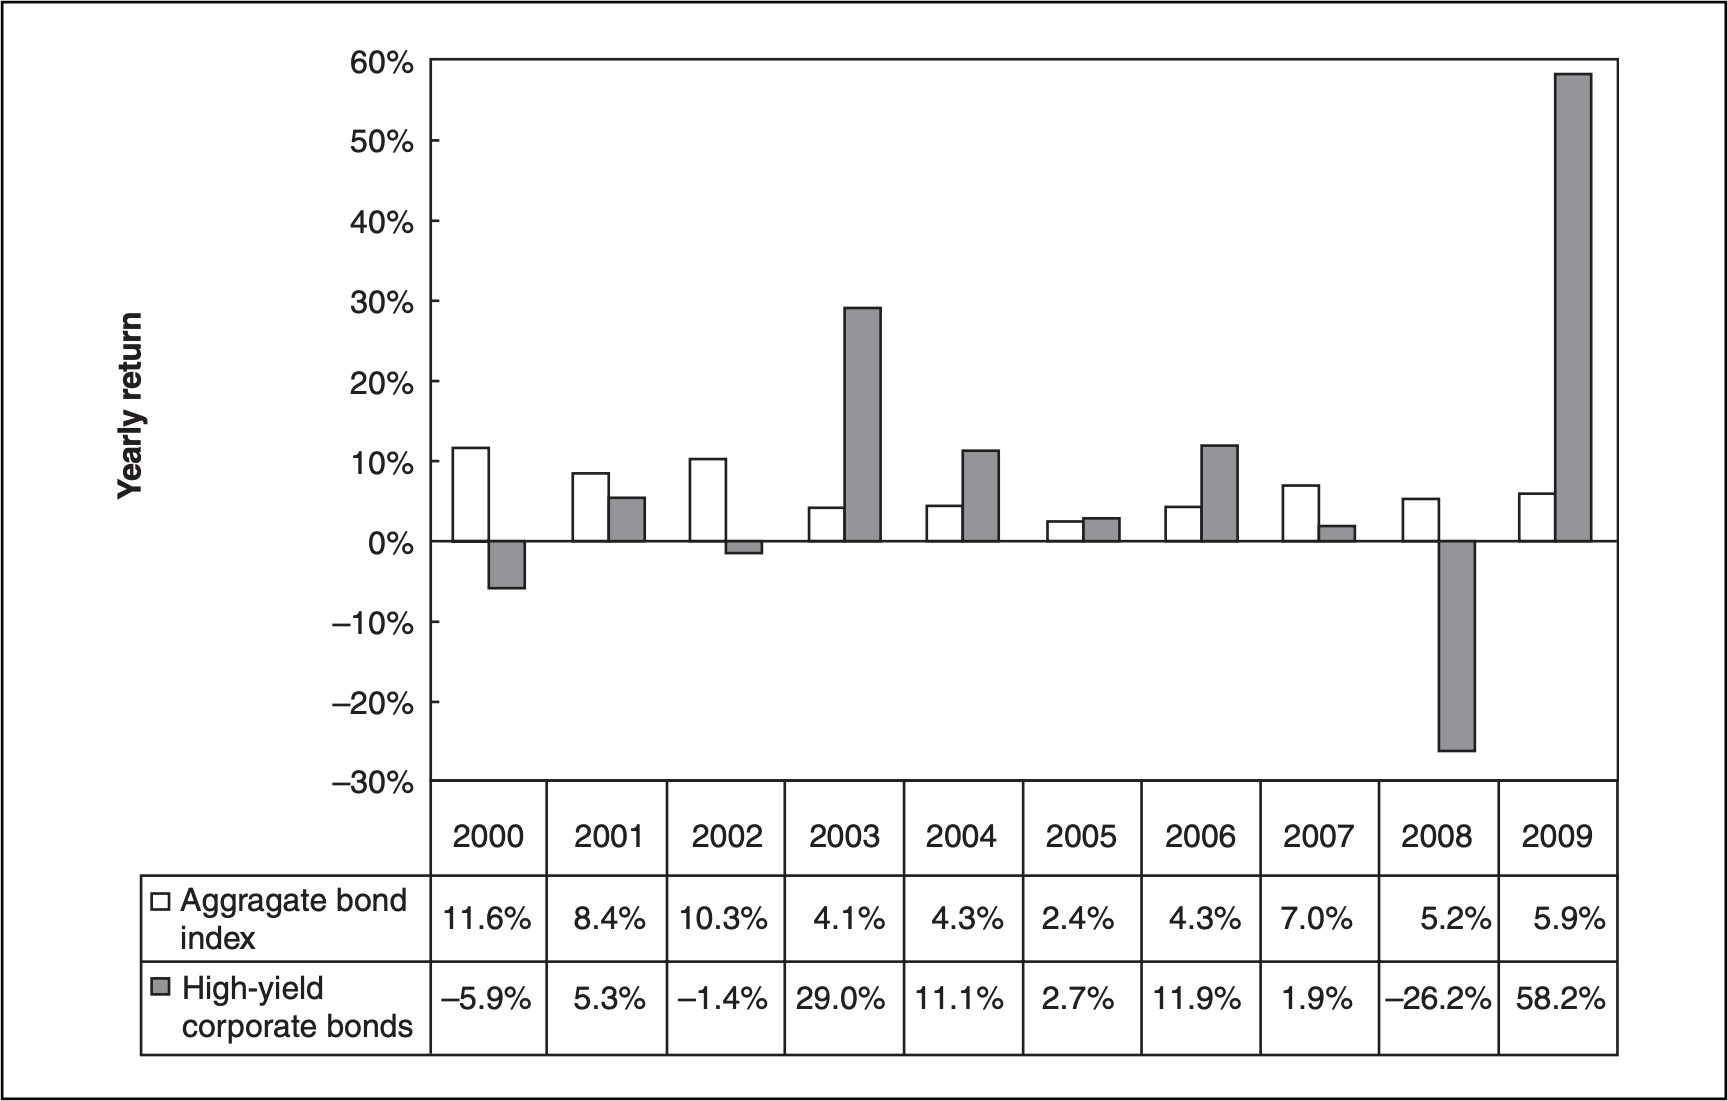 60%
50%
40%
30%
20%
10%
0%
–10%
–20%
–30%
Yearly return
2000 2001 2002 2003 2004 2005 2006 2007 2008 2009
Aggragate bond
index
11.6% 8.4% 10.3% 4.1% 4.3% 2.4% 4.3% 7.0% 5.2% 5.9%
High-yield
corporate bonds
–5.9% 5.3% –1.4% 29.0% 11.1% 2.7% 11.9% 1.9% –26.2% 58.2%